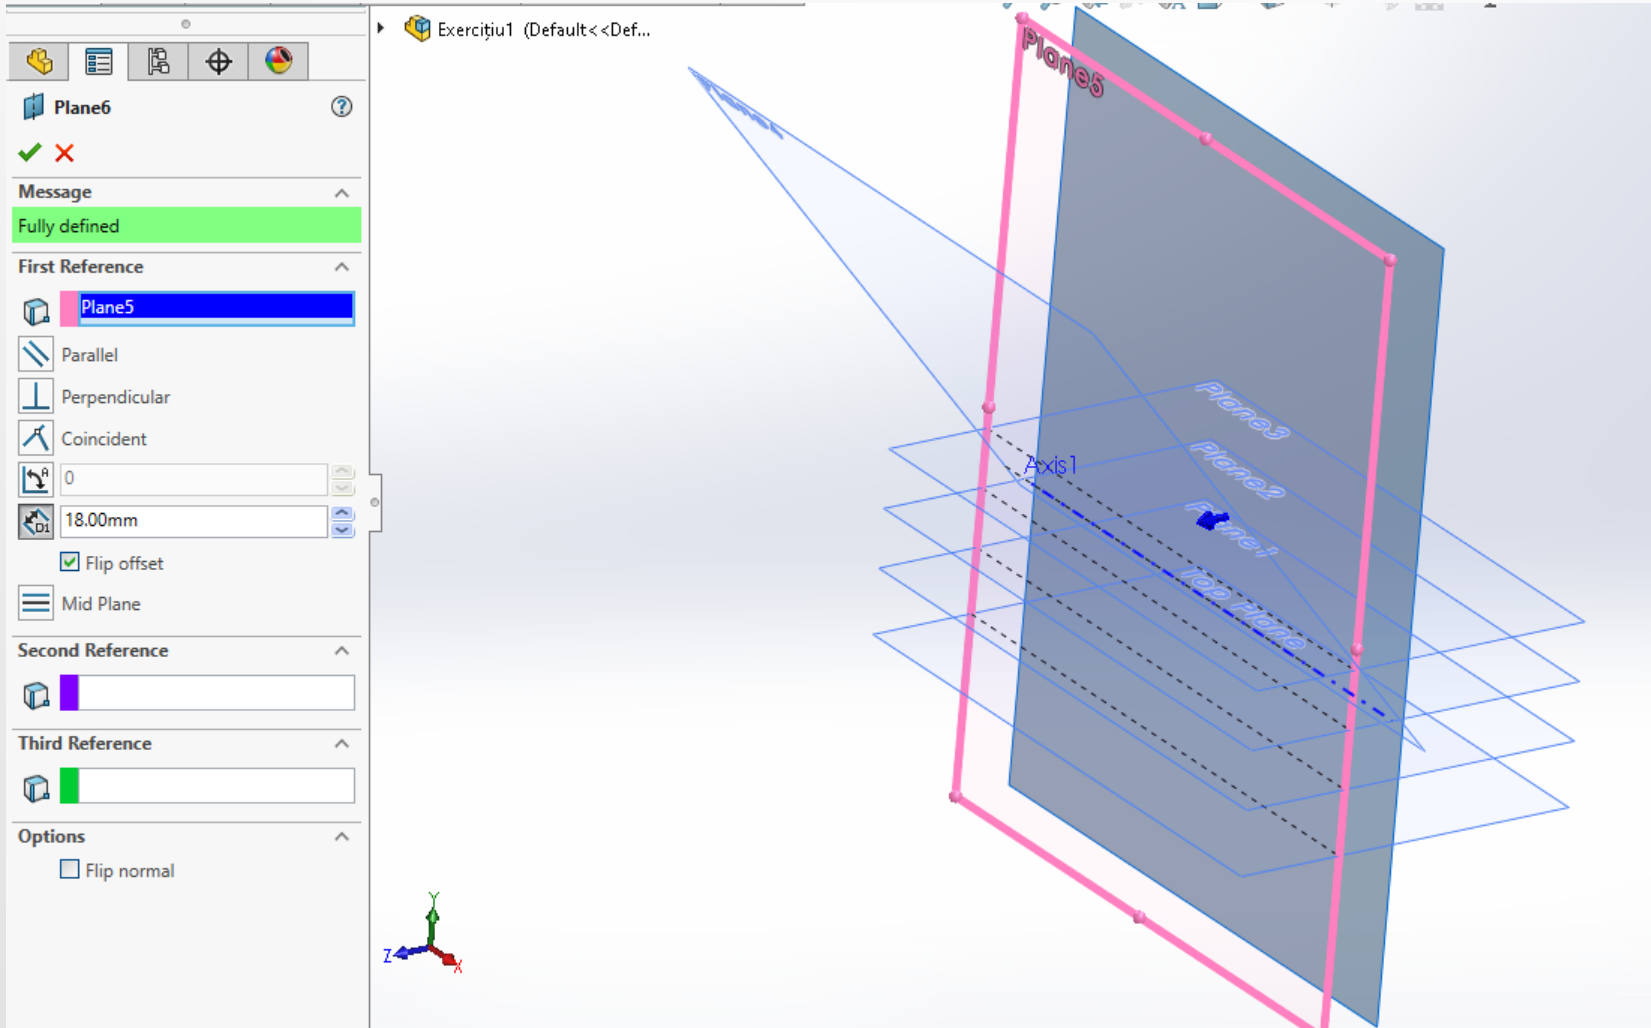 Exercițiu1 (Default<<Def...
Plane6
Message
Fully defined
First Reference
Plane5
Parallel
Perpendicular
Coincident
0
18.00mm
Flip offset
Mid Plane
Second Reference
Third Reference
Options
Flip normal
Plane5
Plane3
Plane2
Axis1
Plane1
Top Plane
Y
Z
X